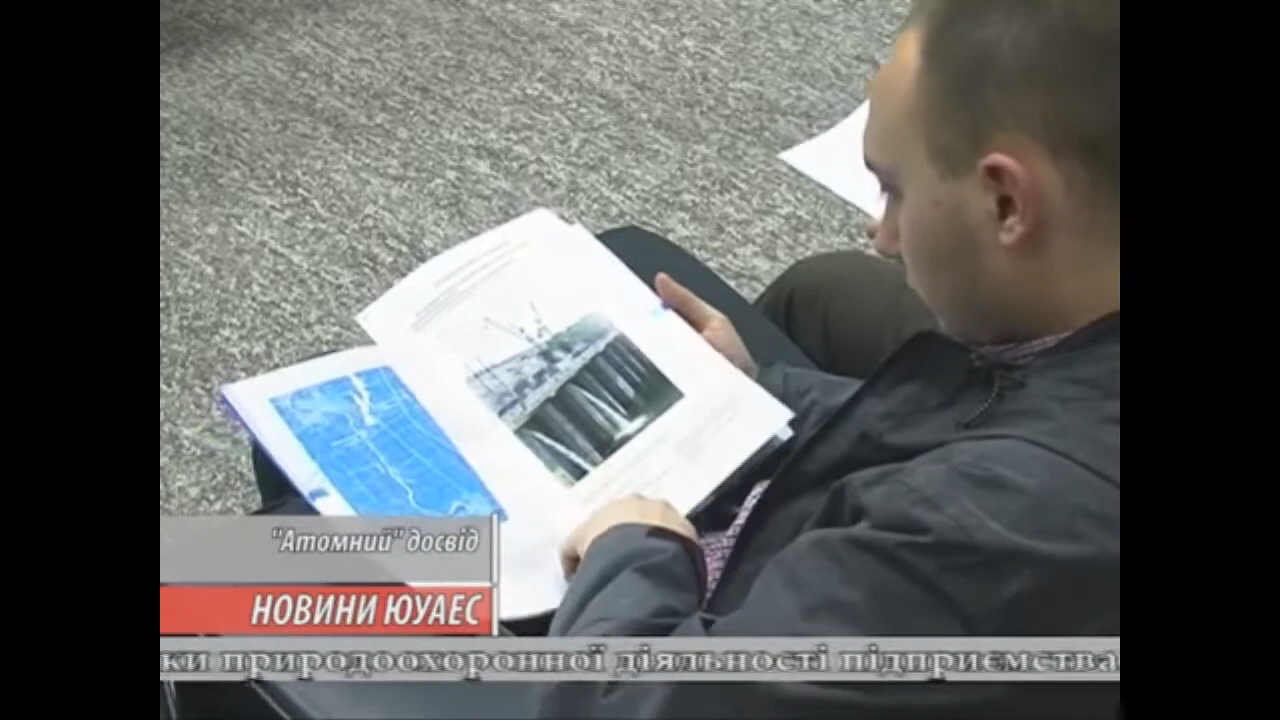 "Атомний" досвід
НОВИНИ ЮУАЕС
ки природоохоронної діяльності підприємства